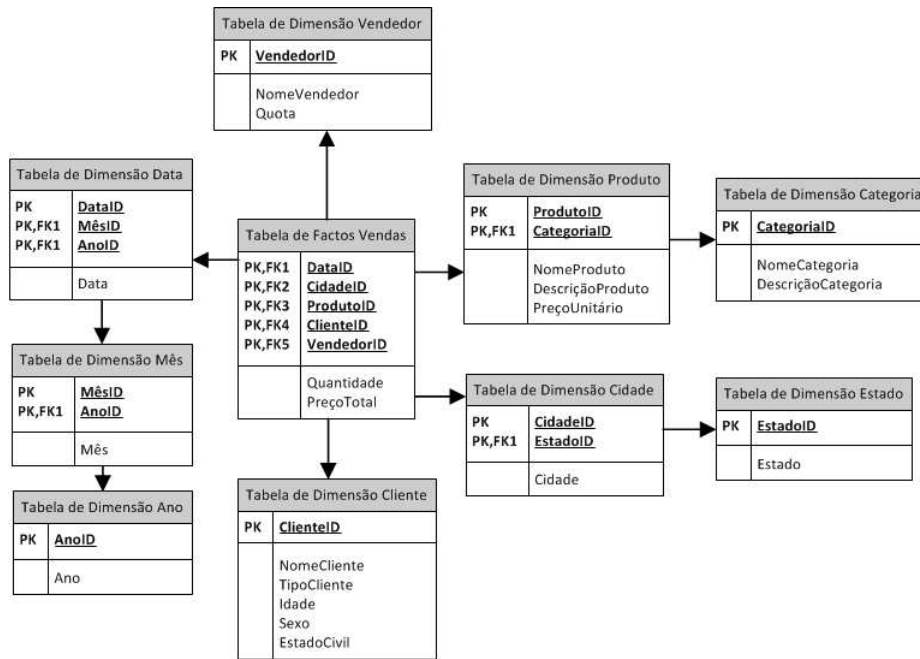 Tabela de Dimensão Vendedor
PK VendedorID
NomeVendedor
Quota
Tabela de Dimensão Data
PK DataID
PK,FK1 MêsID
PK,FK1 AnoID
Data
Tabela de Factos Vendas
PK,FK1 DataID
PK,FK2 CidadeID
PK,FK3 ProdutoID
PK,FK4 ClienteID
PK,FK5 VendedorID
Quantidade
PreçoTotal
Tabela de Dimensão Produto
PK ProdutoID
PK,FK1 CategoriaID
NomeProduto
DescriçãoProduto
PreçoUnitário
Tabela de Dimensão Categoria
PK CategoriaID
NomeCategoria
DescriçãoCategoria
Tabela de Dimensão Mês
PK MêsID
PK,FK1 AnoID
Mês
Tabela de Dimensão Cidade
PK CidadeID
PK,FK1 EstadoID
Cidade
Tabela de Dimensão Estado
PK EstadoID
Estado
Tabela de Dimensão Ano
PK AnoID
Ano
Tabela de Dimensão Cliente
PK ClienteID
NomeCliente
TipoCliente
Idade
Sexo
EstadoCivil